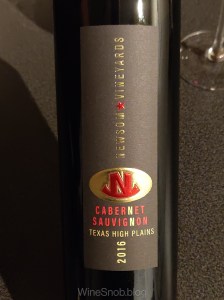 NEWSOM VINEYARDS
N
CABERNET
SAUVIGNON
TEXAS HIGH PLAINS
2016
WineSnob.blog